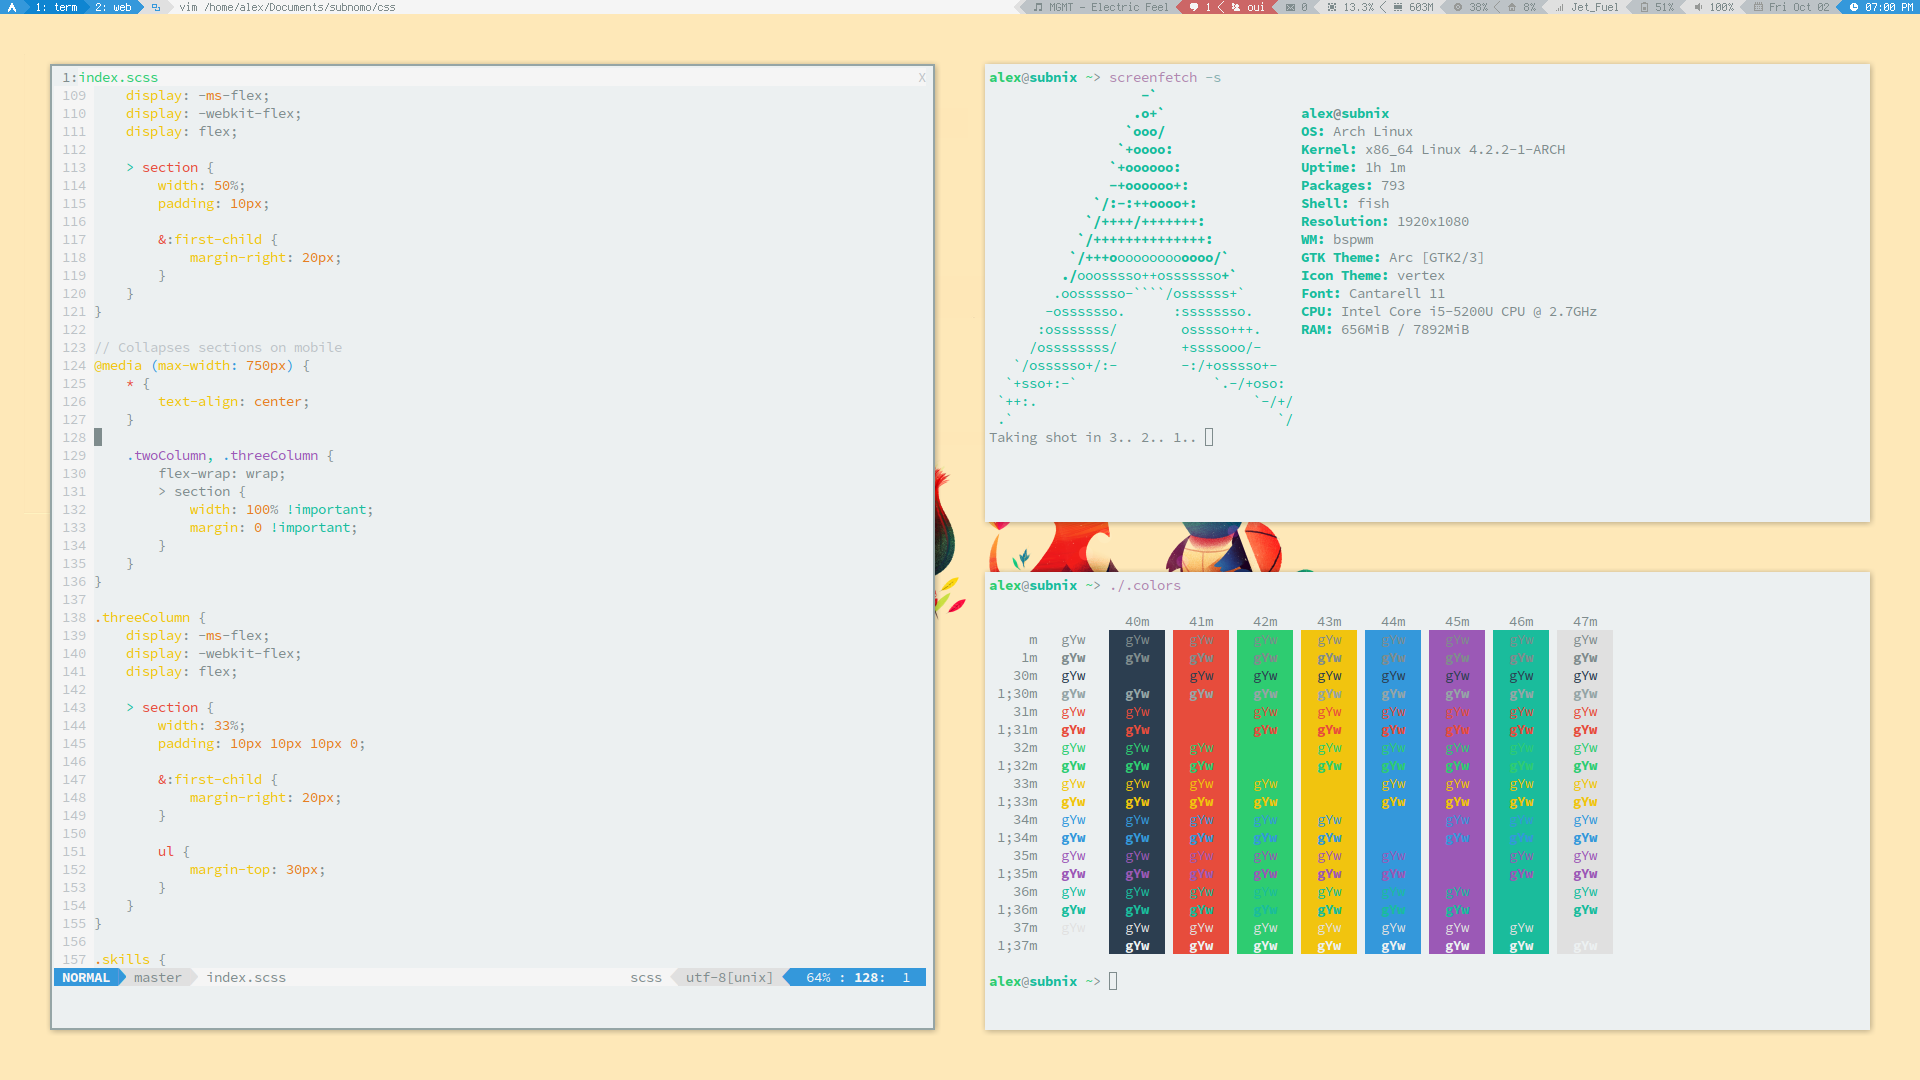 1: term 2: web vim /home/alex/Documents/subnomo/css MGMT - Electric Feel 1 oui 0 13.3% 603M 38% 8% Jet_Fuel 51% 100% Fri Oct 02 07:00 PM
1:index.scss X
109 display: -ms-flex;
110 display: -webkit-flex;
111 display: flex;
112
113 > section {
114 width: 50%;
115 padding: 10px;
116
117 &:first-child {
118 margin-right: 20px;
119 }
120 }
121 }
122
123 // Collapses sections on mobile
124 @media (max-width: 750px) {
125 * {
126 text-align: center;
127 }
128
129 .twoColumn, .threeColumn {
130 flex-wrap: wrap;
131 > section {
132 width: 100% !important;
133 margin: 0 !important;
134 }
135 }
136 }
137
138 .threeColumn {
139 display: -ms-flex;
140 display: -webkit-flex;
141 display: flex;
142
143 > section {
144 width: 33%;
145 padding: 10px 10px 10px 0;
146
147 &:first-child {
148 margin-right: 20px;
149 }
150
151 ul {
152 margin-top: 30px;
153 }
154 }
155 }
156
157 .skills {
NORMAL master index.scss scss utf-8[unix] 64% : 128: 1
alex@subnix ~> screenfetch -s
-`
.o+`
`ooo/
`+oooo:
`+oooooo:
-+oooooo+:
`/:-:++oooo+:
`/++++/+++++++:
`/++++++++++++++:
`/+++ooooooooooooo/`
./ooosssso++osssssso+`
.oossssso-````/ossssss+`
-osssssso. :ssssssso.
:osssssss/ osssso+++.
/ossssssss/ +ssssooo/-
`/ossssso+/:- -:/+osssso+-
`+sso+:-` `.-/+oso:
`++:. `-/+/
.` `/
alex@subnix
OS: Arch Linux
Kernel: x86_64 Linux 4.2.2-1-ARCH
Uptime: 1h 1m
Packages: 793
Shell: fish
Resolution: 1920x1080
WM: bspwm
GTK Theme: Arc [GTK2/3]
Icon Theme: vertex
Font: Cantarell 11
CPU: Intel Core i5-5200U CPU @ 2.7GHz
RAM: 656MiB / 7892MiB
Taking shot in 3.. 2.. 1..
alex@subnix ~> ./.colors
40m 41m 42m 43m 44m 45m 46m 47m
m gYw gYw gYw gYw gYw gYw gYw gYw gYw
1m gYw gYw gYw gYw gYw gYw gYw gYw gYw
30m gYw gYw gYw gYw gYw gYw gYw gYw
1;30m gYw gYw gYw gYw gYw gYw gYw gYw gYw
31m gYw gYw gYw gYw gYw gYw gYw gYw
1;31m gYw gYw gYw gYw gYw gYw gYw gYw
32m gYw gYw gYw gYw gYw gYw gYw gYw
1;32m gYw gYw gYw gYw gYw gYw gYw gYw
33m gYw gYw gYw gYw gYw gYw gYw gYw
1;33m gYw gYw gYw gYw gYw gYw gYw gYw
34m gYw gYw gYw gYw gYw gYw gYw gYw
1;34m gYw gYw gYw gYw gYw gYw gYw gYw
35m gYw gYw gYw gYw gYw gYw gYw gYw
1;35m gYw gYw gYw gYw gYw gYw gYw gYw
36m gYw gYw gYw gYw gYw gYw gYw gYw
1;36m gYw gYw gYw gYw gYw gYw gYw gYw
37m gYw gYw gYw gYw gYw gYw gYw gYw
1;37m gYw gYw gYw gYw gYw gYw gYw gYw
alex@subnix ~>